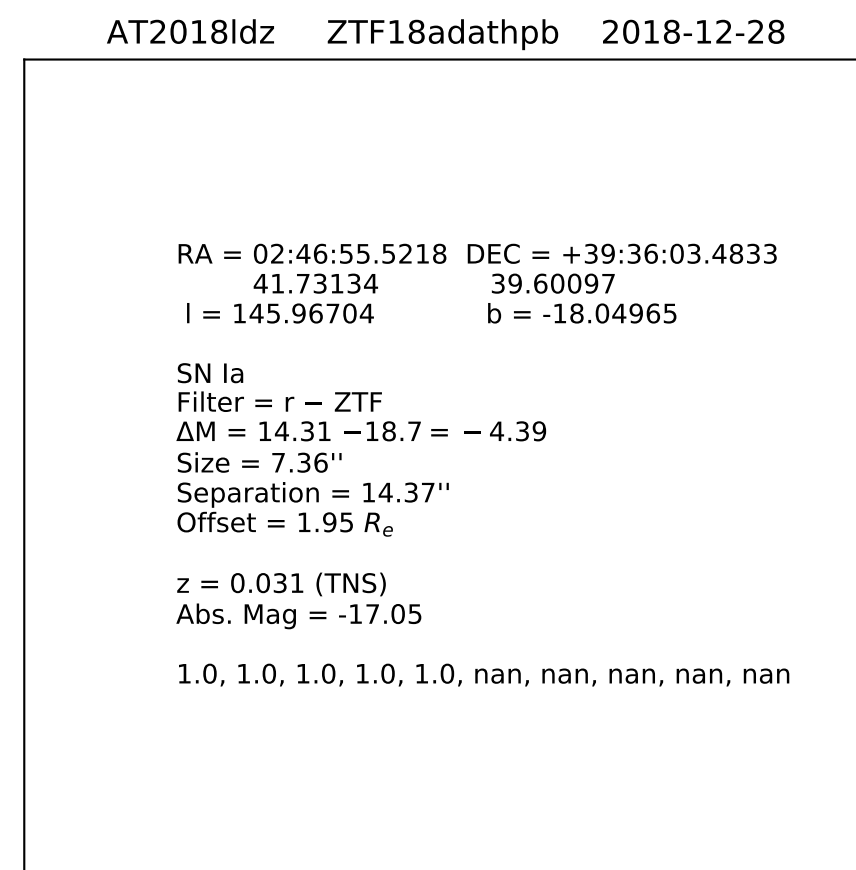 AT2018ldz ZTF18adathpb 2018-12-28
RA = 02:46:55.5218 DEC = +39:36:03.4833
41.73134 39.60097
l = 145.96704 b = -18.04965
SN Ia
Filter = r − ZTF
ΔM = 14.31 −18.7 = − 4.39
Size = 7.36''
Separation = 14.37''
Offset = 1.95 Re
z = 0.031 (TNS)
Abs. Mag = -17.05
1.0, 1.0, 1.0, 1.0, 1.0, nan, nan, nan, nan, nan